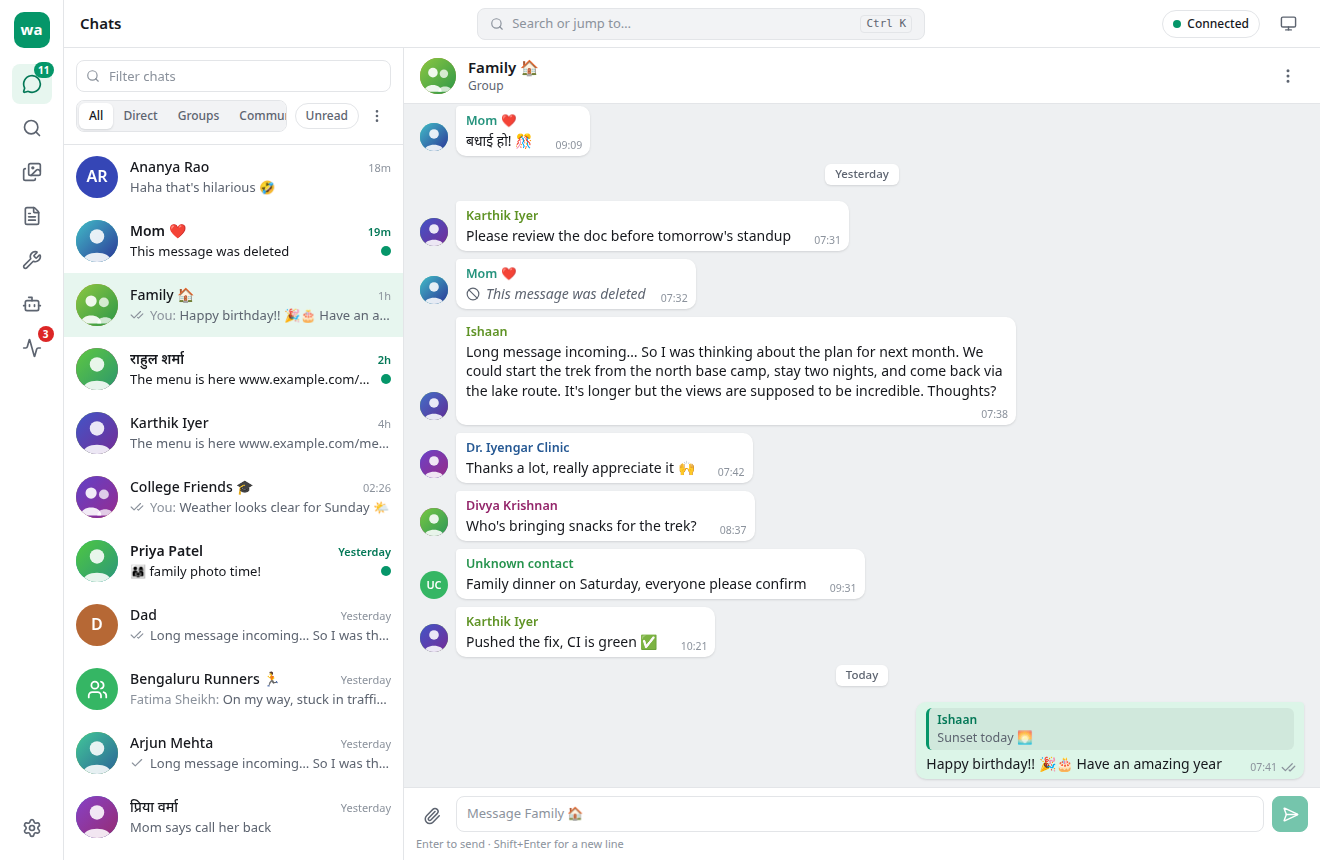 wa
Chats
Search or jump to...
Ctrl K
Connected
11
3
Filter chats
All
Direct
Groups
Commu
Unread
AR
Ananya Rao
18m
Haha that's hilarious 🤣
Mom ❤️
19m
This message was deleted
Family 🏠
1h
You: Happy birthday!! 🎉🎂 Have an a...
राहुल शर्मा
2h
The menu is here www.example.com/...
Karthik Iyer
4h
The menu is here www.example.com/me...
College Friends 🎓
02:26
You: Weather looks clear for Sunday 🌤️
Priya Patel
Yesterday
👨‍👩‍👧 family photo time!
D
Dad
Yesterday
Long message incoming... So I was th...
Bengaluru Runners 🏃
Yesterday
Fatima Sheikh: On my way, stuck in traffi...
Arjun Mehta
Yesterday
Long message incoming... So I was th...
प्रिया वर्मा
Yesterday
Mom says call her back
Family 🏠
Group
Mom ❤️
बधाई हो! 🎊
09:09
Yesterday
Karthik Iyer
Please review the doc before tomorrow's standup
07:31
Mom ❤️
This message was deleted
07:32
Ishaan
Long message incoming... So I was thinking about the plan for next month. We
could start the trek from the north base camp, stay two nights, and come back via
the lake route. It's longer but the views are supposed to be incredible. Thoughts?
07:38
Dr. Iyengar Clinic
Thanks a lot, really appreciate it 🙌
07:42
Divya Krishnan
Who's bringing snacks for the trek?
08:37
UC
Unknown contact
Family dinner on Saturday, everyone please confirm
09:31
Karthik Iyer
Pushed the fix, CI is green ✅
10:21
Today
Ishaan
Sunset today 🌅
Happy birthday!! 🎉🎂 Have an amazing year
07:41
Message Family 🏠
Enter to send · Shift+Enter for a new line